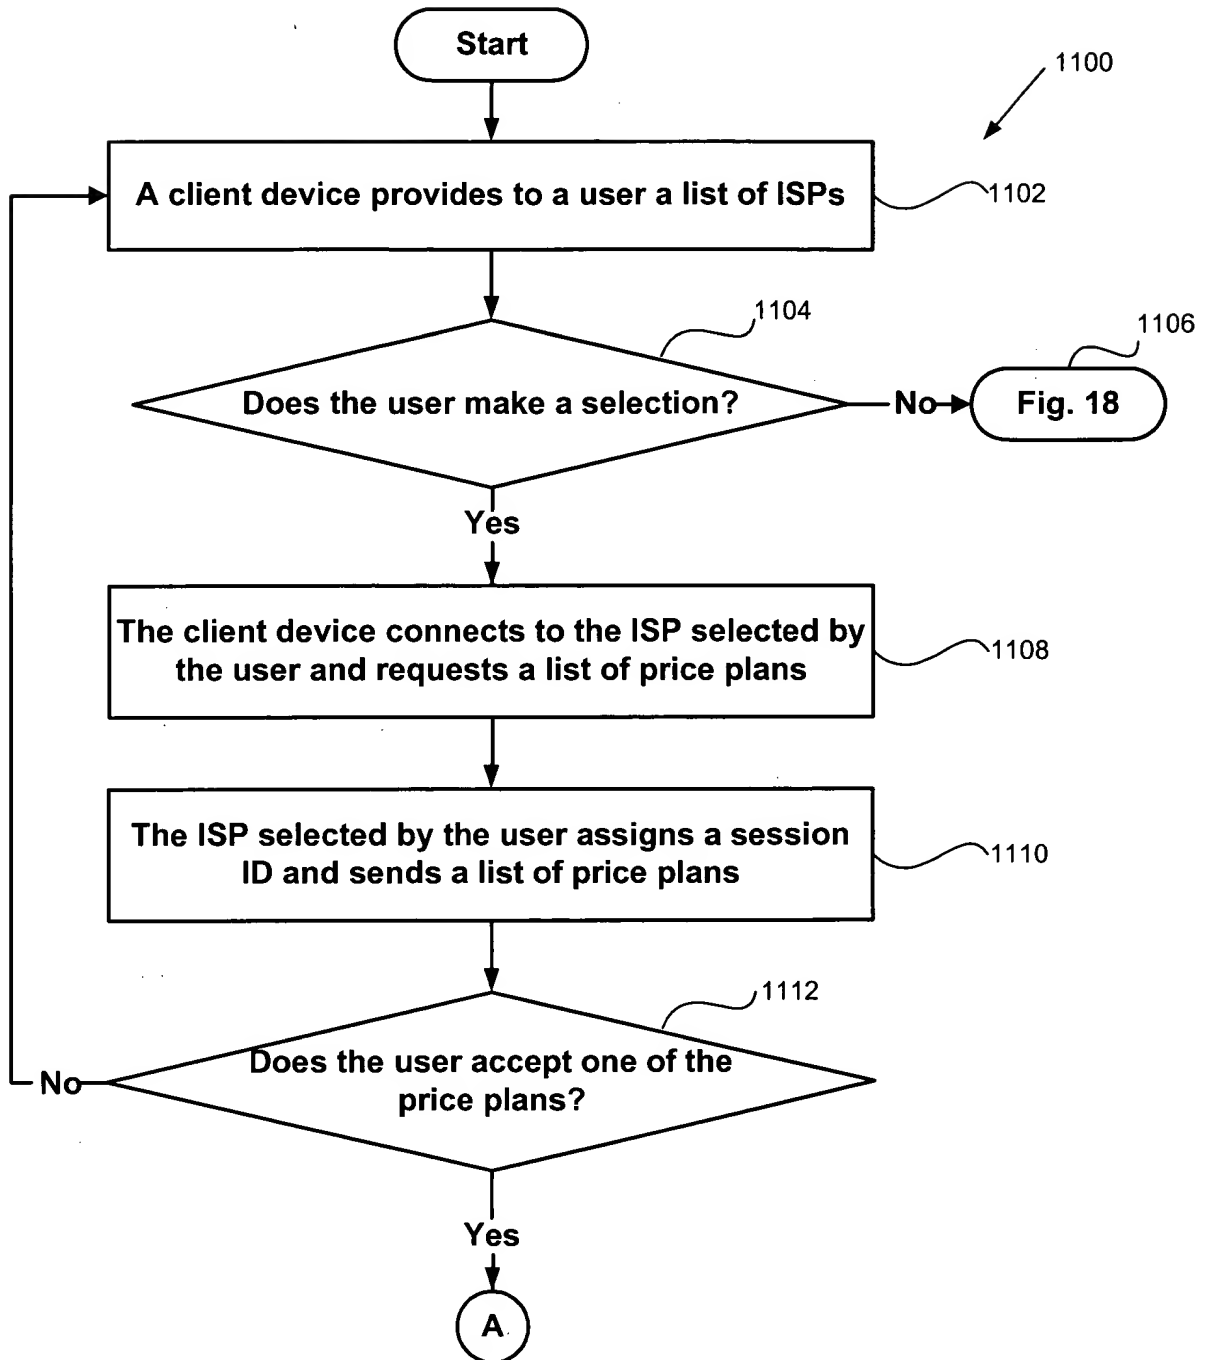 Start
1100
A client device provides to a user a list of ISPs
1102
1104
1106
Does the user make a selection?
No
Fig. 18
Yes
The client device connects to the ISP selected by
the user and requests a list of price plans
1108
The ISP selected by the user assigns a session
ID and sends a list of price plans
1110
1112
Does the user accept one of the
price plans?
No
Yes
A